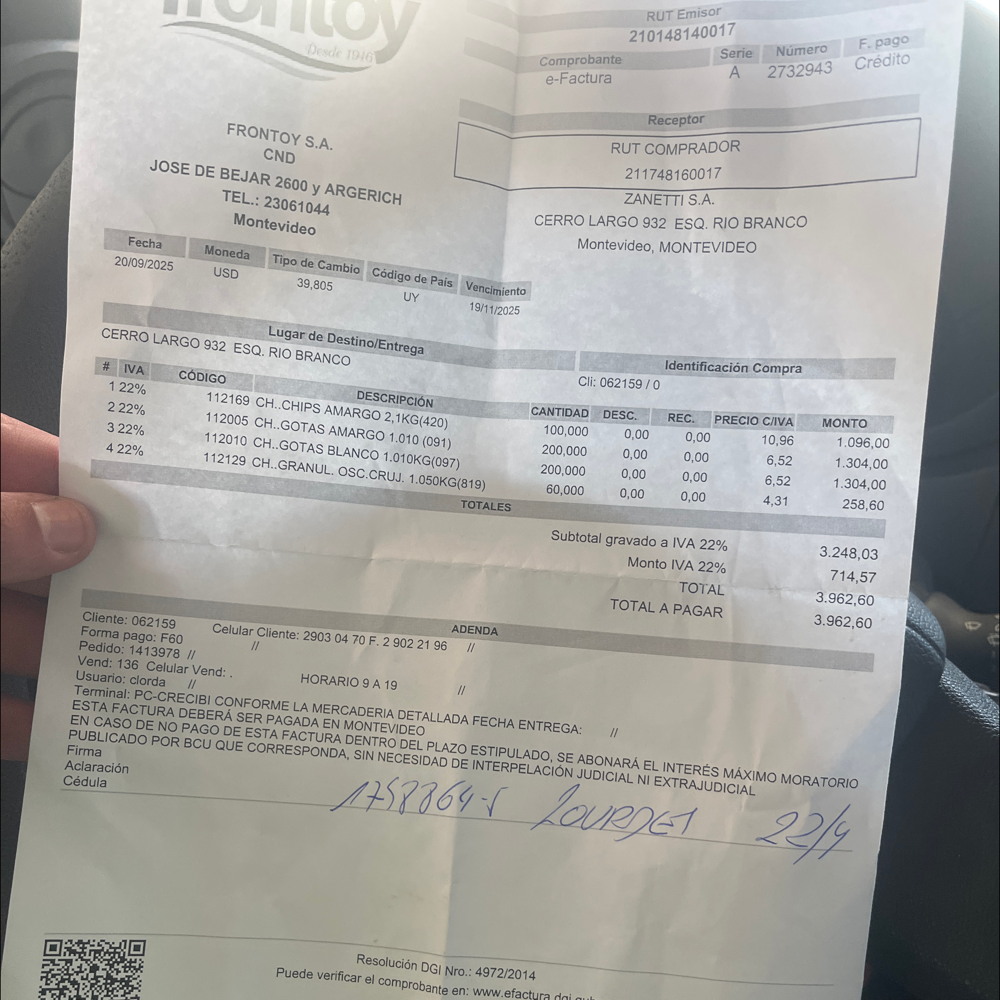 frontoy
Desde 1946
RUT Emisor
210148140017
Comprobante Serie Número F. pago
e-Factura A 2732943 Crédito
Receptor
RUT COMPRADOR
211748160017
FRONTOY S.A.
CND
JOSE DE BEJAR 2600 y ARGERICH
TEL.: 23061044
Montevideo
ZANETTI S.A.
CERRO LARGO 932 ESQ. RIO BRANCO
Montevideo, MONTEVIDEO
Fecha Moneda Tipo de Cambio Código de País Vencimiento
20/09/2025 USD 39,805 UY 19/11/2025
Lugar de Destino/Entrega
CERRO LARGO 932 ESQ. RIO BRANCO
Identificación Compra
Cli: 062159 / 0
# IVA CÓDIGO DESCRIPCIÓN CANTIDAD DESC. REC. PRECIO C/IVA MONTO
1 22% 112169 CH..CHIPS AMARGO 2,1KG(420) 100,000 0,00 0,00 10,96 1.096,00
2 22% 112005 CH..GOTAS AMARGO 1.010 (091) 200,000 0,00 0,00 6,52 1.304,00
3 22% 112010 CH..GOTAS BLANCO 1.010KG(097) 200,000 0,00 0,00 6,52 1.304,00
4 22% 112129 CH..GRANUL. OSC.CRUJ. 1.050KG(819) 60,000 0,00 0,00 4,31 258,60
TOTALES
Subtotal gravado a IVA 22% 3.248,03
Monto IVA 22% 714,57
TOTAL 3.962,60
TOTAL A PAGAR 3.962,60
ADENDA
Cliente: 062159 Celular Cliente: 2903 04 70 F. 2 902 21 96 //
Forma pago: F60 //
Pedido: 1413978 //
Vend: 136 Celular Vend: . HORARIO 9 A 19 //
Usuario: clorda //
Terminal: PC-CRECIBI CONFORME LA MERCADERIA DETALLADA FECHA ENTREGA: //
ESTA FACTURA DEBERÁ SER PAGADA EN MONTEVIDEO
EN CASO DE NO PAGO DE ESTA FACTURA DENTRO DEL PLAZO ESTIPULADO, SE ABONARÁ EL INTERÉS MÁXIMO MORATORIO
PUBLICADO POR BCU QUE CORRESPONDA, SIN NECESIDAD DE INTERPELACIÓN JUDICIAL NI EXTRAJUDICIAL
Firma
Aclaración
Cédula
LOURDES 22/9
Resolución DGI Nro.: 4972/2014
Puede verificar el comprobante en: www.efactura.dgi.gub